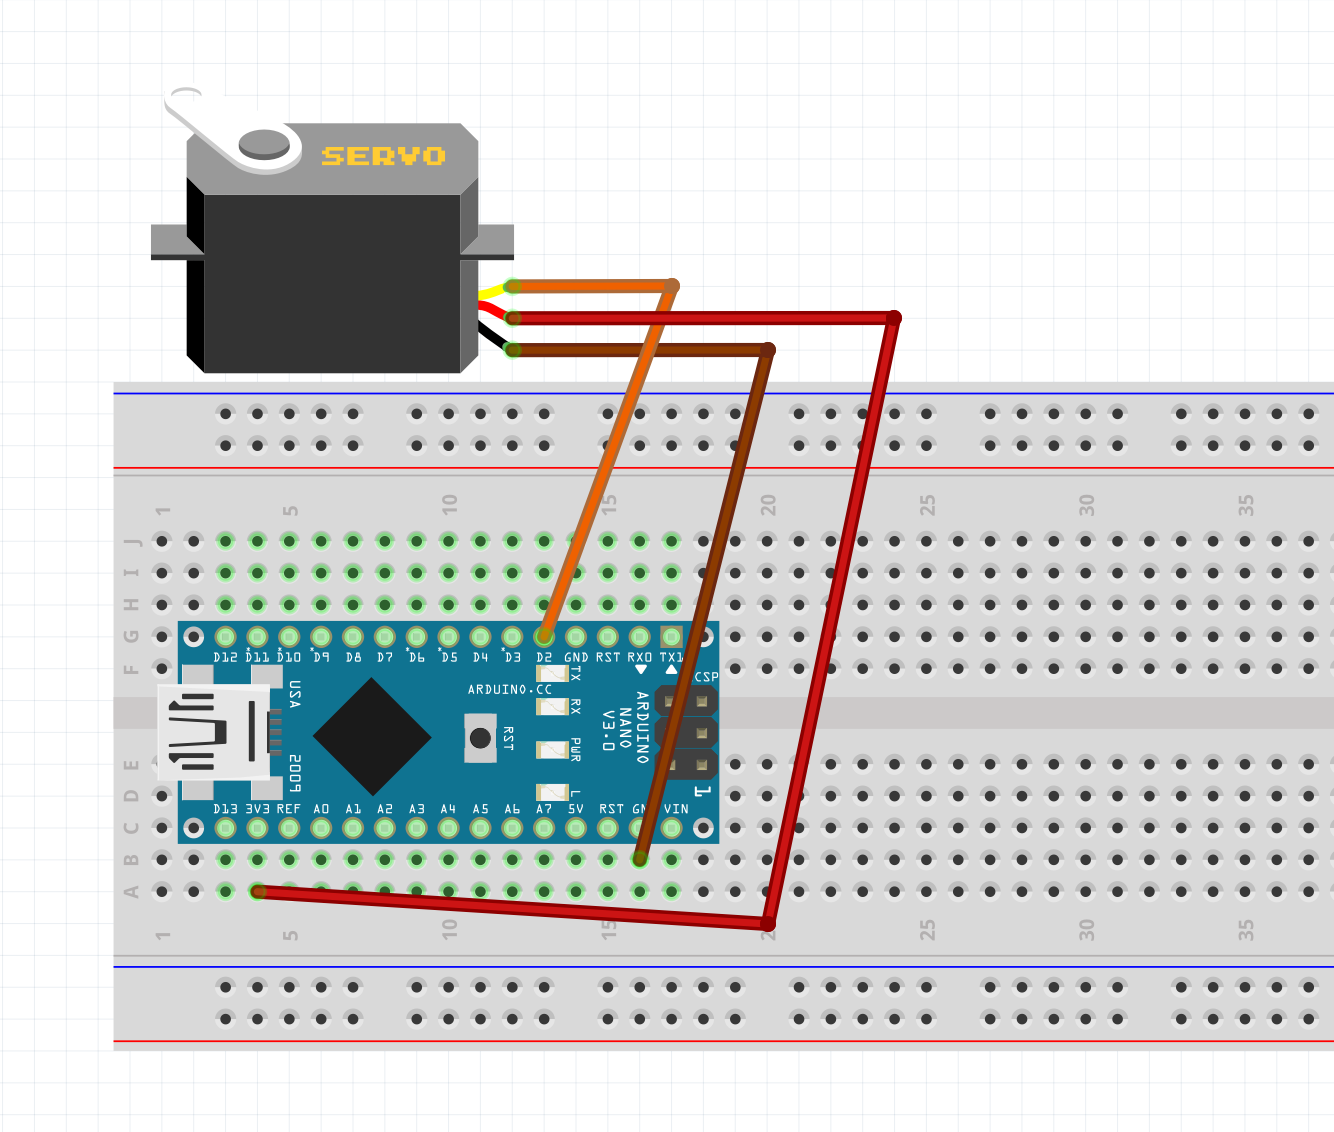 SERVO
1 5 10 15 20 25 30 35
J
I
H
G
D12 D11 D10 D9 D8 D7 D6 D5 D4 D3 D2 GND RST RX0 TX1
F
USA
ARDUINO.CC
TX
RX
PWR
L
RST
ARDUINO
NANO
V3.0
CSP
1
2009
E
D
D13 3V3 REF A0 A1 A2 A3 A4 A5 A6 A7 5V RST GN VIN
C
B
A
1 5 10 15 20 25 30 35